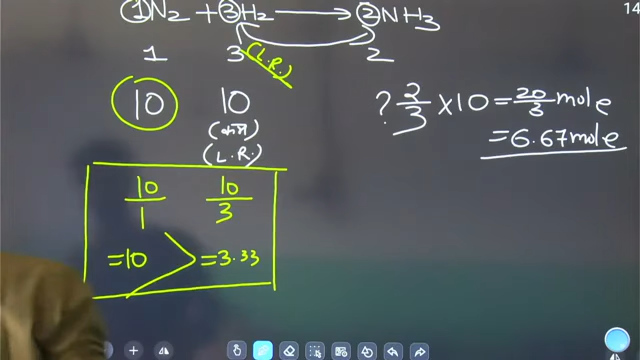 1N₂ + 3H₂ → 2NH₃
1 3 (L.R.) 2
10 10
(कम)
(L.R.)
? 2/3 × 10 = 20/3 mole
= 6.67 mole
10/1 10/3
= 10 > = 3.33
14